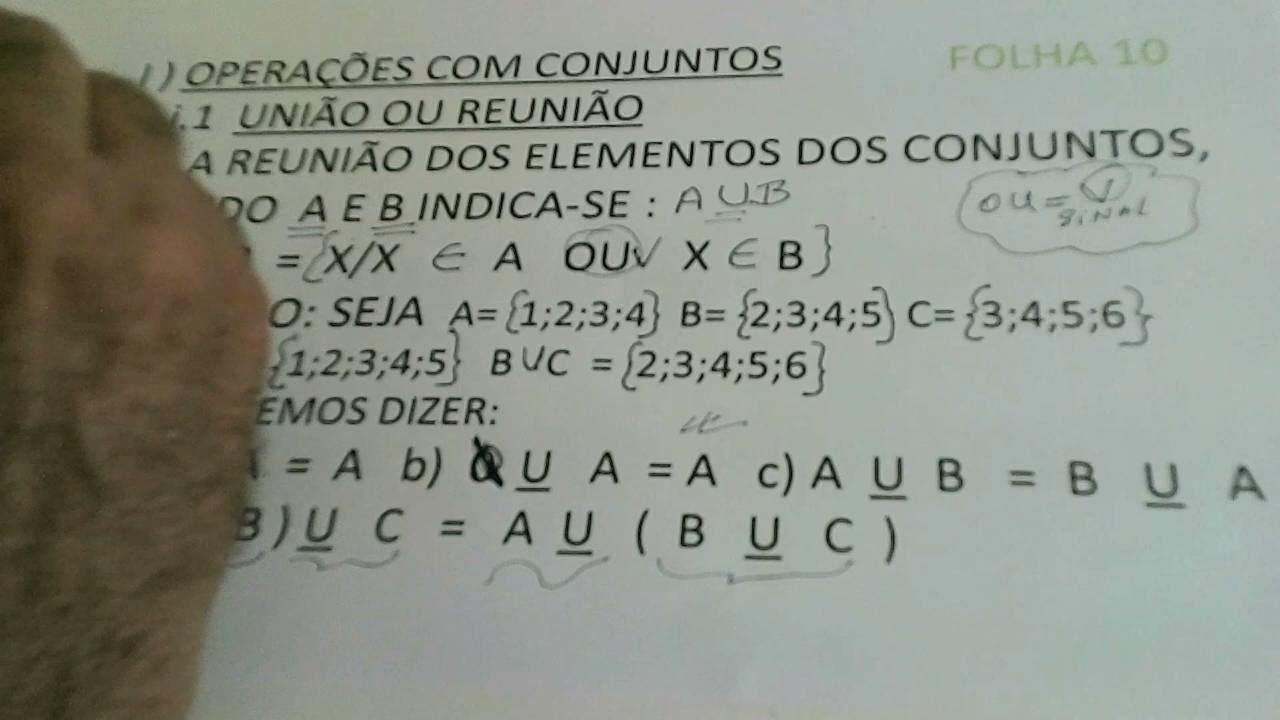 1) OPERAÇÕES COM CONJUNTOS FOLHA 10
.1 UNIÃO OU REUNIÃO
A REUNIÃO DOS ELEMENTOS DOS CONJUNTOS,
DO A E B INDICA-SE : A U B
OU = V
SINAL
= {X/X ∈ A OU V X ∈ B}
O: SEJA A= {1;2;3;4} B= {2;3;4;5} C= {3;4;5;6}
{1;2;3;4;5} B U C = {2;3;4;5;6}
EMOS DIZER:
= A b) U A = A c) A U B = B U A
B) U C = A U ( B U C )